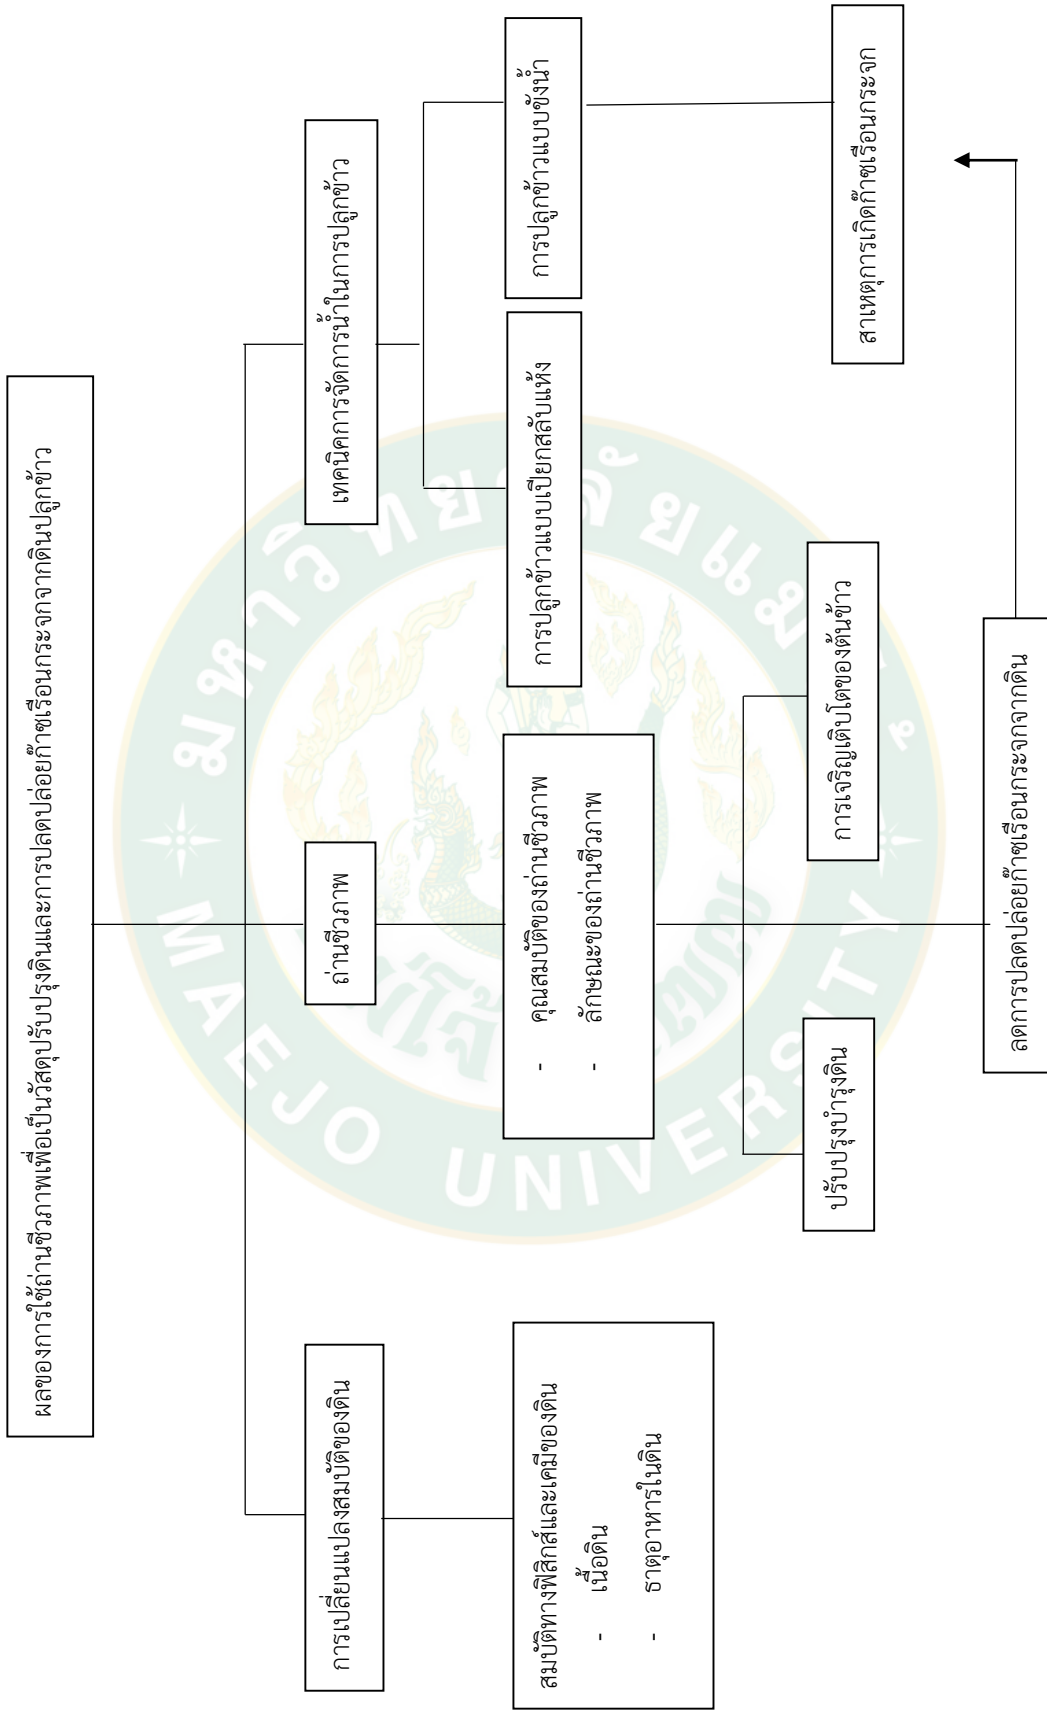 ผลของการใช้ถ่านชีวภาพเพื่อเป็นวัสดุปรับปรุงดินและการปลดปล่อยก๊าซเรือนกระจกจากดินปลูกข้าว
การเปลี่ยนแปลงสมบัติของดิน
ถ่านชีวภาพ
เทคนิคการจัดการน้ำในการปลูกข้าว
สมบัติทางฟิสิกส์และเคมีของดิน
- เนื้อดิน
- ธาตุอาหารในดิน
- คุณสมบัติของถ่านชีวภาพ
- ลักษณะของถ่านชีวภาพ
การปลูกข้าวแบบเปียกสลับแห้ง
การปลูกข้าวแบบขังน้ำ
ปรับปรุงบำรุงดิน
การเจริญเติบโตของต้นข้าว
สาเหตุการเกิดก๊าซเรือนกระจก
ลดการปลดปล่อยก๊าซเรือนกระจกจากดิน
MAEJO UNIVERSITY